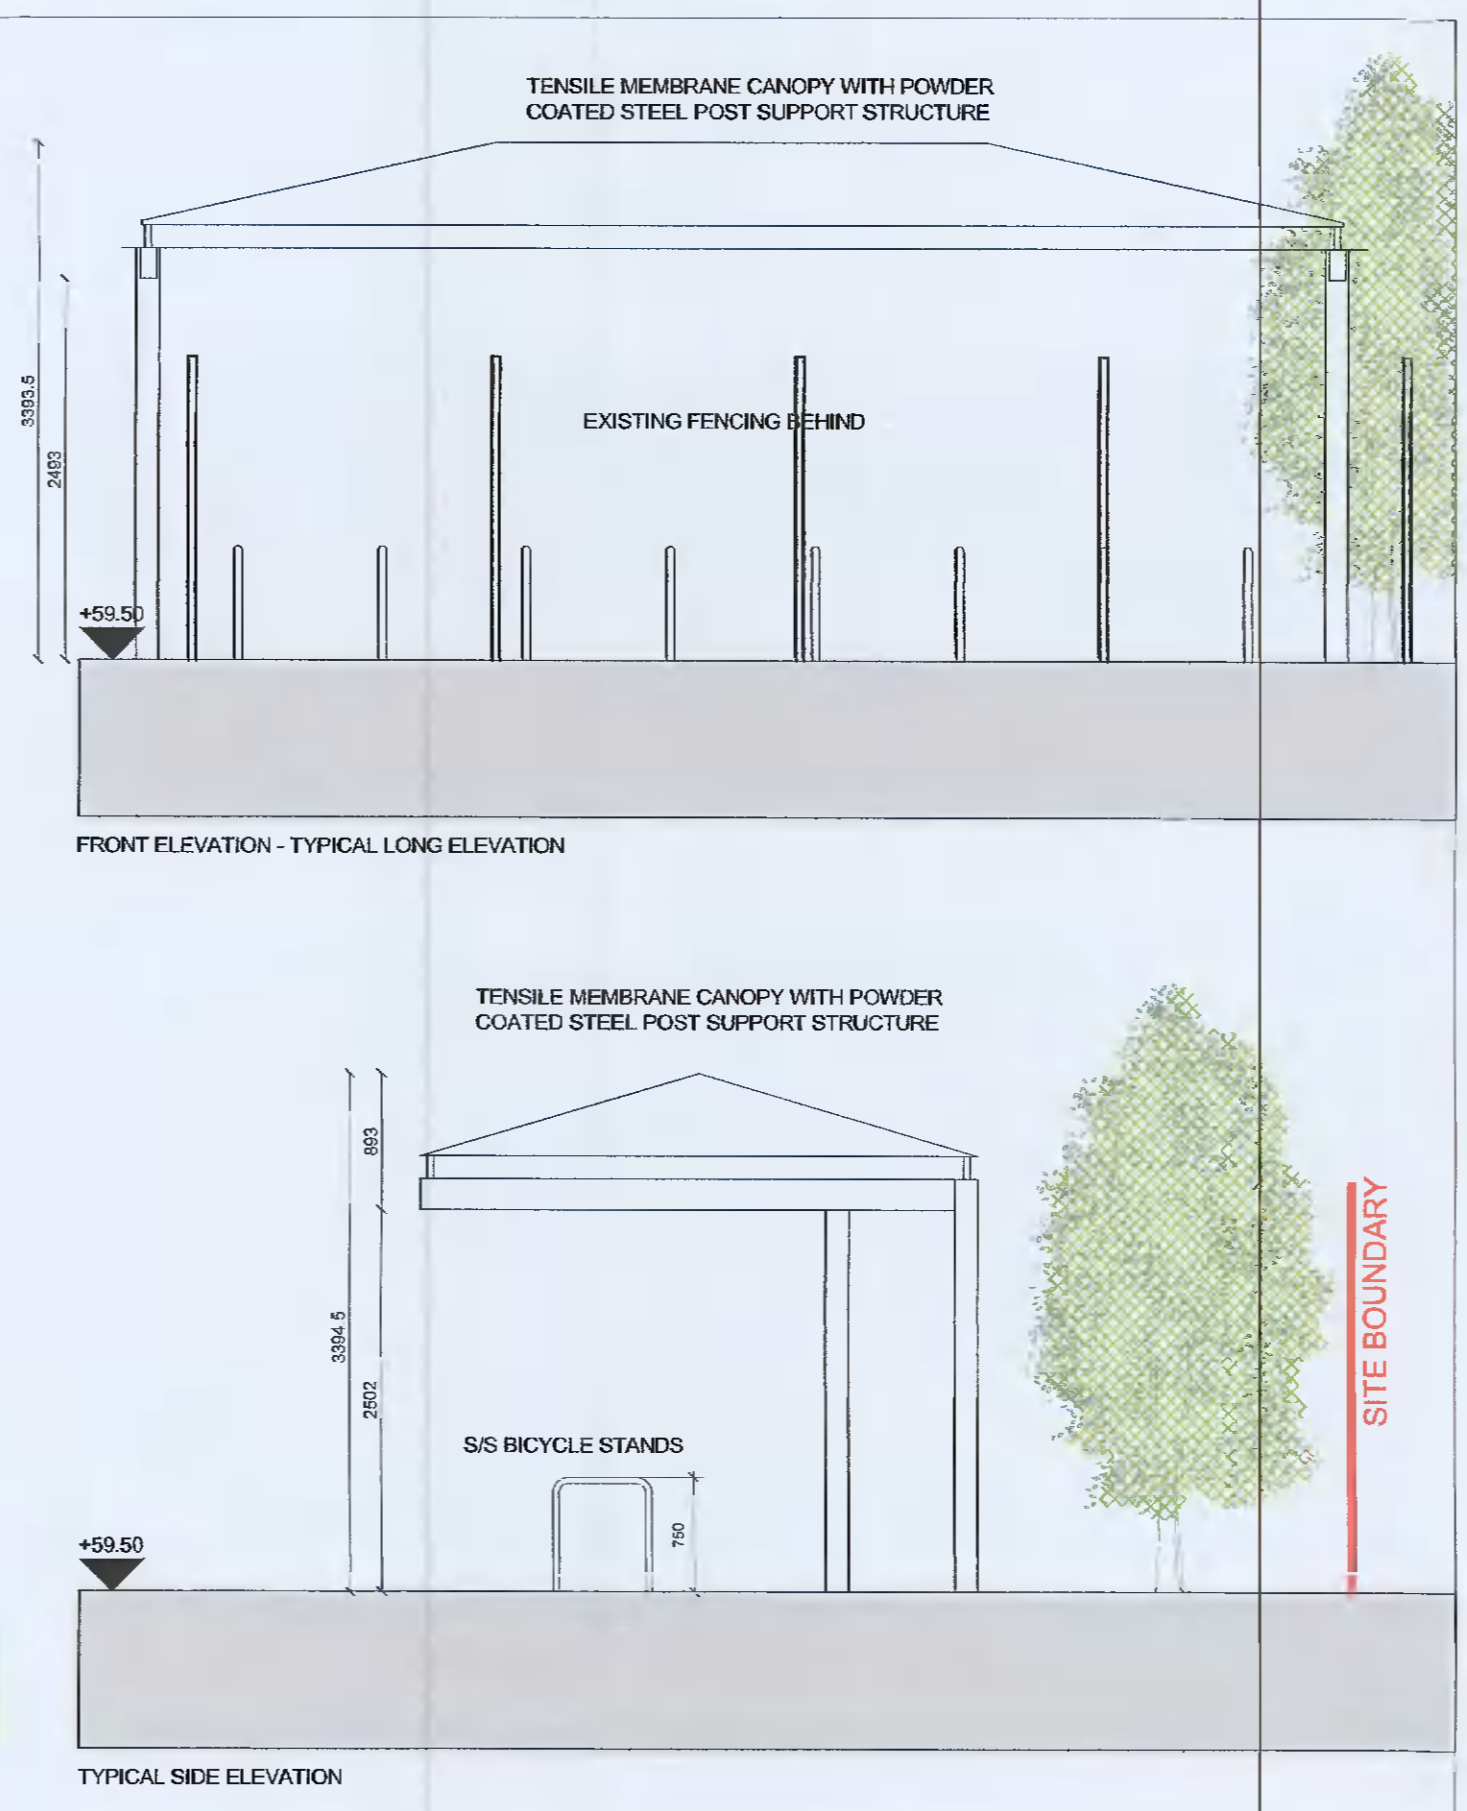 TENSILE MEMBRANE CANOPY WITH POWDER
COATED STEEL POST SUPPORT STRUCTURE
3393.5
2493
EXISTING FENCING BEHIND
+59.50
FRONT ELEVATION - TYPICAL LONG ELEVATION
TENSILE MEMBRANE CANOPY WITH POWDER
COATED STEEL POST SUPPORT STRUCTURE
893
3394.5
2502
S/S BICYCLE STANDS
750
SITE BOUNDARY
+59.50
TYPICAL SIDE ELEVATION